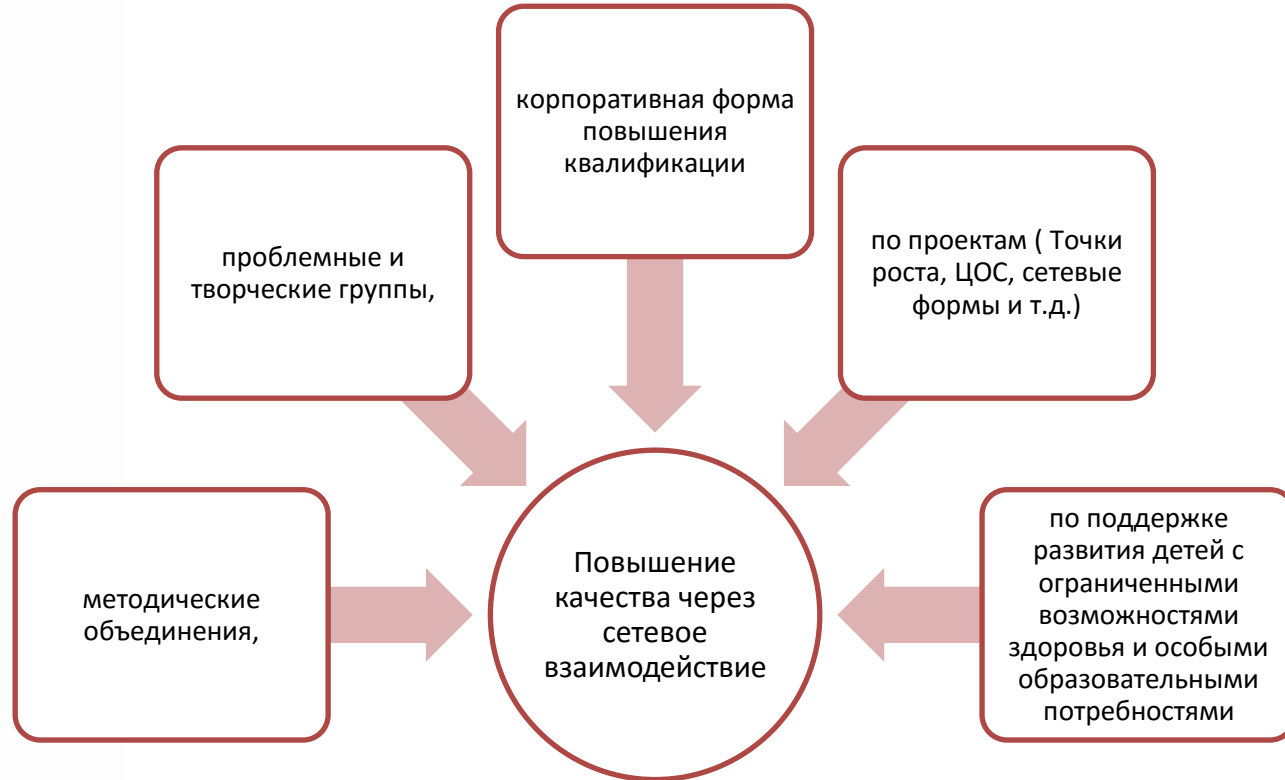 корпоративная форма
повышения
квалификации
проблемные и
творческие группы,
по проектам ( Точки
роста, ЦОС, сетевые
формы и т.д.)
методические
объединения,
Повышение
качества через
сетевое
взаимодействие
по поддержке
развития детей с
ограниченными
возможностями
здоровья и особыми
образовательными
потребностями